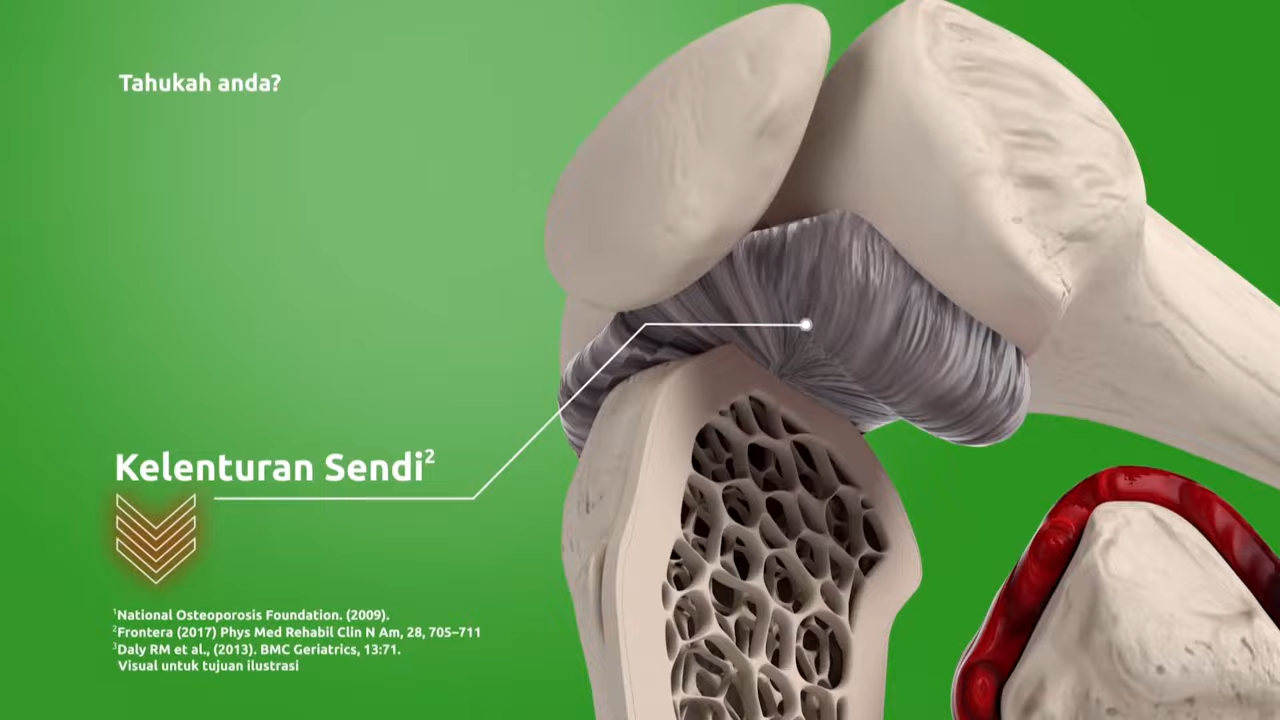 Tahukah anda?
Kelenturan Sendi²
¹National Osteoporosis Foundation. (2009).
²Frontera (2017) Phys Med Rehabil Clin N Am, 28, 705–711
³Daly RM et al., (2013). BMC Geriatrics, 13:71.
Visual untuk tujuan ilustrasi